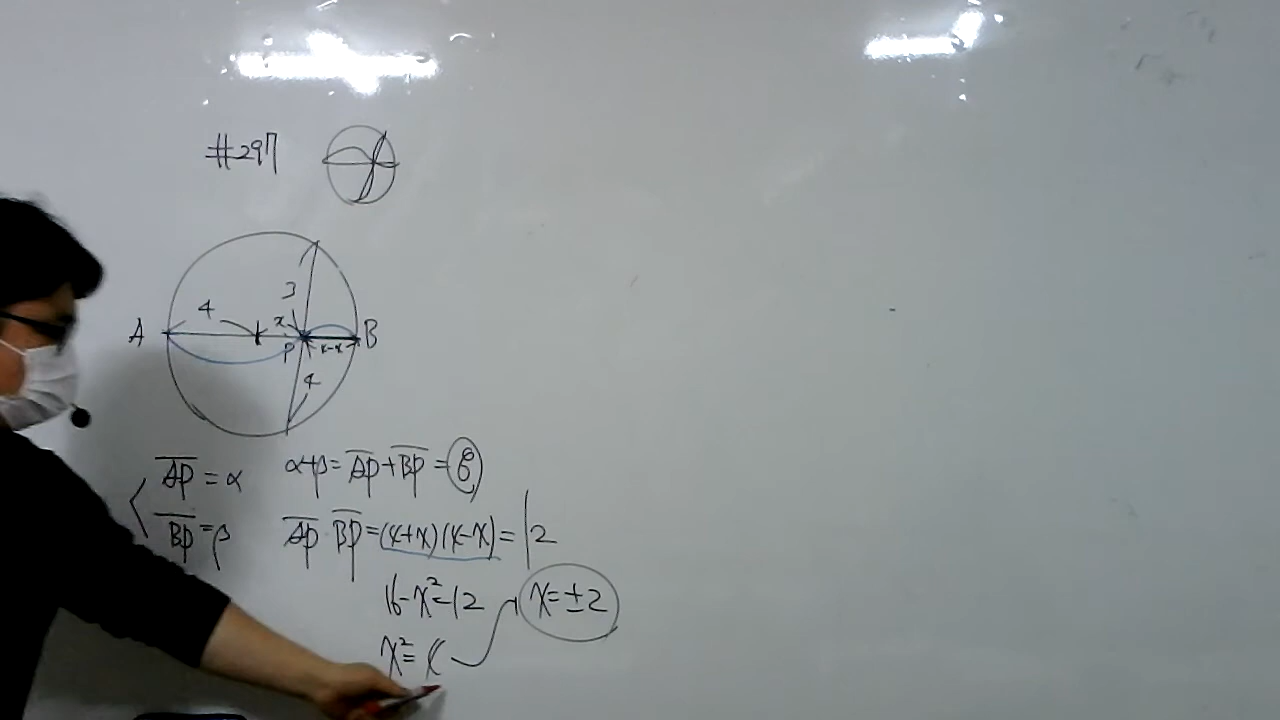 #297
3
4 x
A B
P 4-x
4
AP = α α+β = AP + BP = 8
BP = β AP BP = (4+x)(4-x) = 12
16-x²=12 x=±2
x²=4